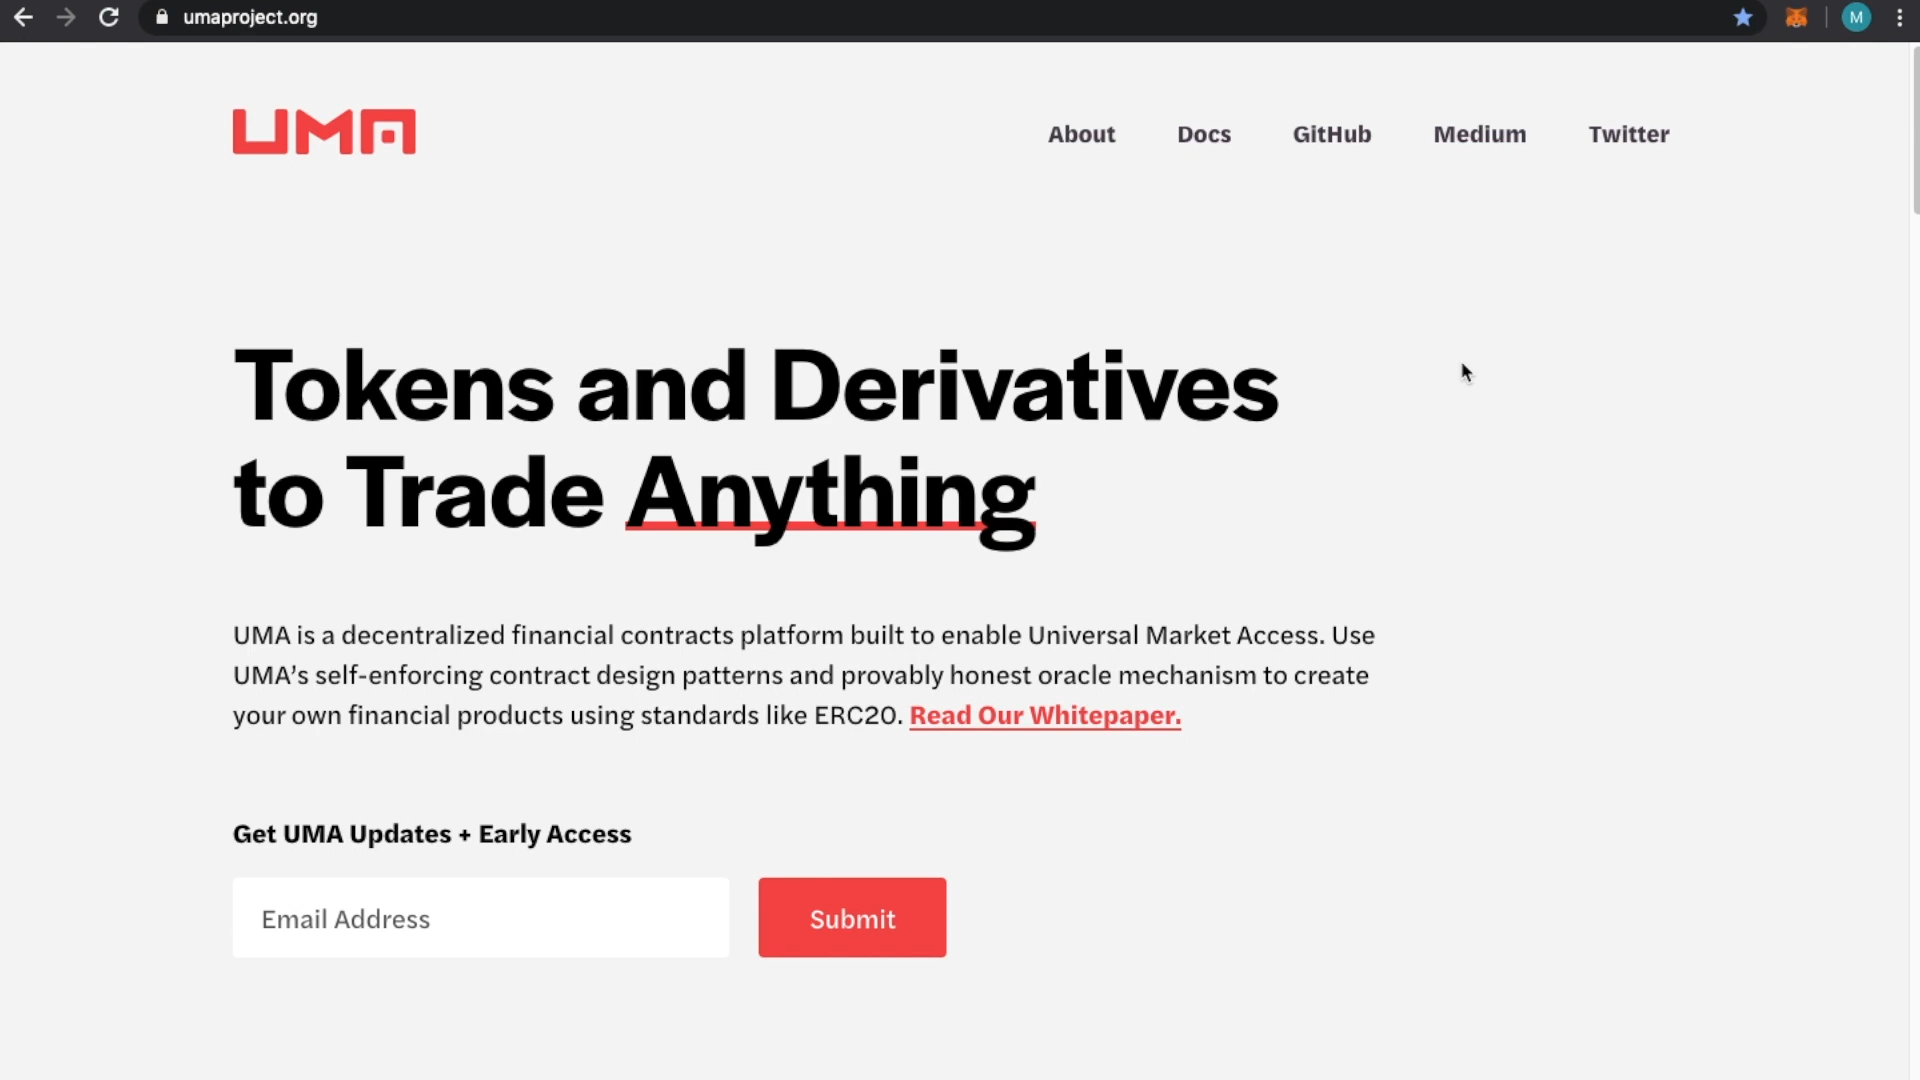 umaproject.org
M
UMA
About Docs GitHub Medium Twitter
Tokens and Derivatives
to Trade Anything
UMA is a decentralized financial contracts platform built to enable Universal Market Access. Use
UMA’s self-enforcing contract design patterns and provably honest oracle mechanism to create
your own financial products using standards like ERC20. Read Our Whitepaper.
Get UMA Updates + Early Access
Email Address
Submit